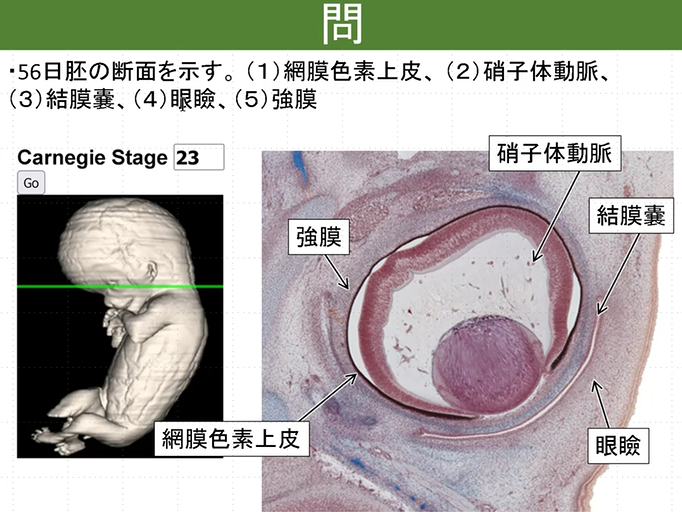 問
・56日胚の断面を示す。（1）網膜色素上皮、（2）硝子体動脈、
（3）結膜嚢、（4）眼瞼、（5）強膜
Carnegie Stage 23
Go
硝子体動脈
結膜嚢
強膜
網膜色素上皮
眼瞼